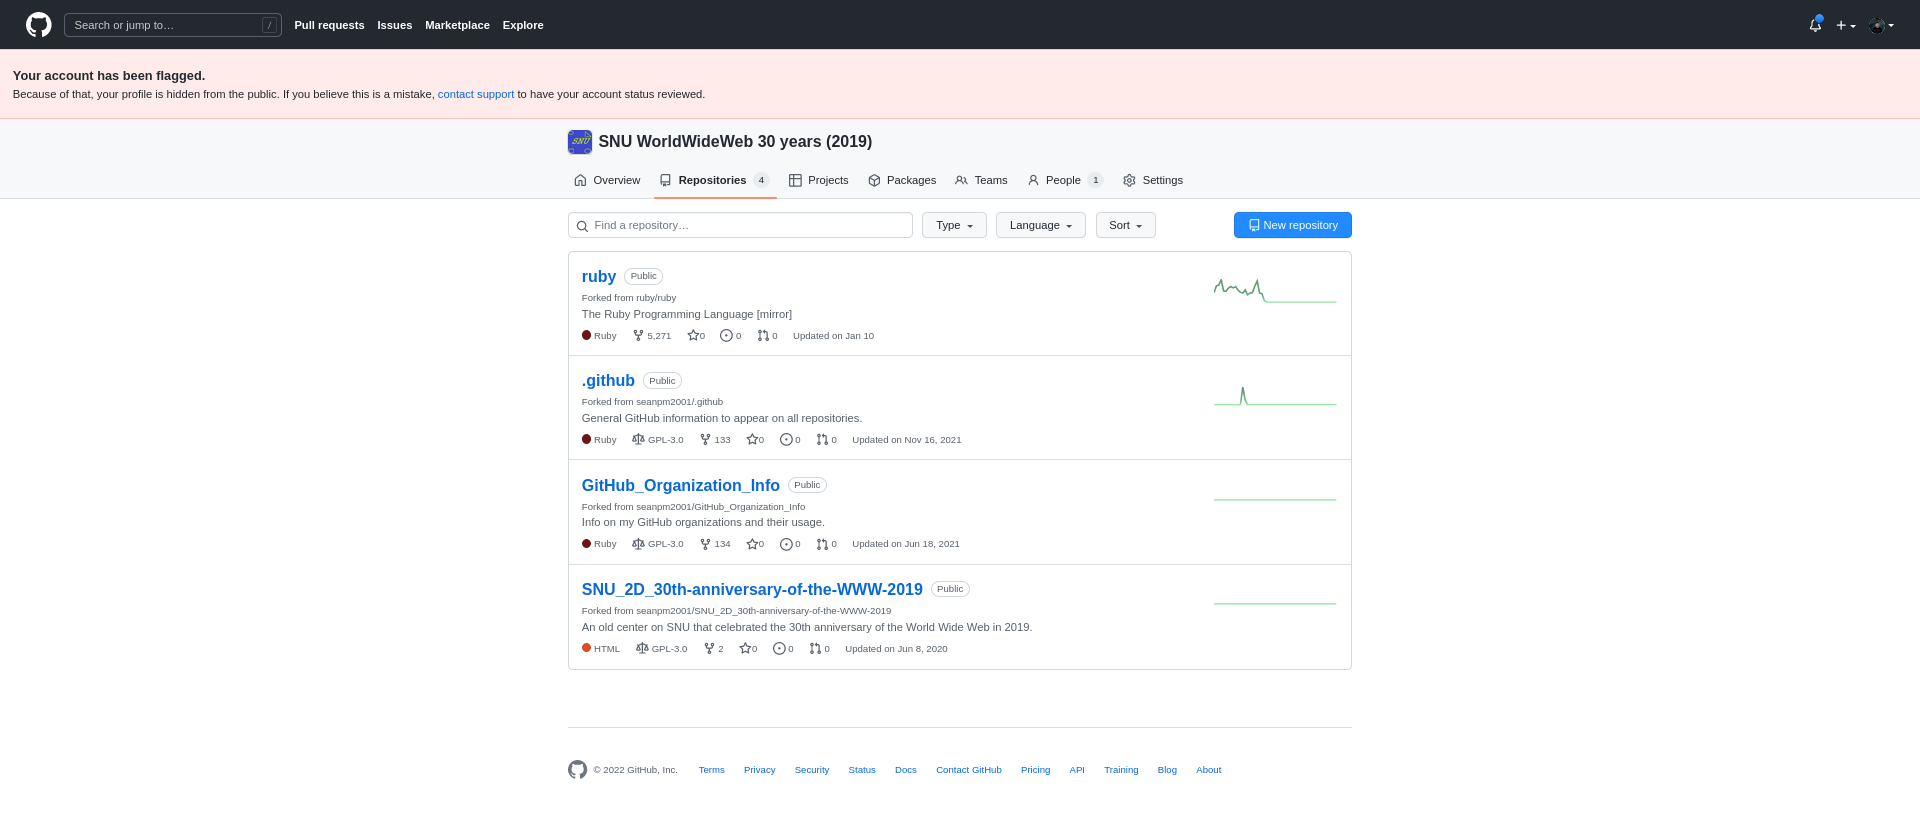 Search or jump to… /
Pull requests Issues Marketplace Explore
Your account has been flagged.
Because of that, your profile is hidden from the public. If you believe this is a mistake, contact support to have your account status reviewed.
SNU SNU WorldWideWeb 30 years (2019)
Overview Repositories 4 Projects Packages Teams People 1 Settings
Find a repository… Type Language Sort New repository
ruby Public
Forked from ruby/ruby
The Ruby Programming Language [mirror]
Ruby 5,271 0 0 0 Updated on Jan 10
.github Public
Forked from seanpm2001/.github
General GitHub information to appear on all repositories.
Ruby GPL-3.0 133 0 0 0 Updated on Nov 16, 2021
GitHub_Organization_Info Public
Forked from seanpm2001/GitHub_Organization_Info
Info on my GitHub organizations and their usage.
Ruby GPL-3.0 134 0 0 0 Updated on Jun 18, 2021
SNU_2D_30th-anniversary-of-the-WWW-2019 Public
Forked from seanpm2001/SNU_2D_30th-anniversary-of-the-WWW-2019
An old center on SNU that celebrated the 30th anniversary of the World Wide Web in 2019.
HTML GPL-3.0 2 0 0 0 Updated on Jun 8, 2020
© 2022 GitHub, Inc. Terms Privacy Security Status Docs Contact GitHub Pricing API Training Blog About